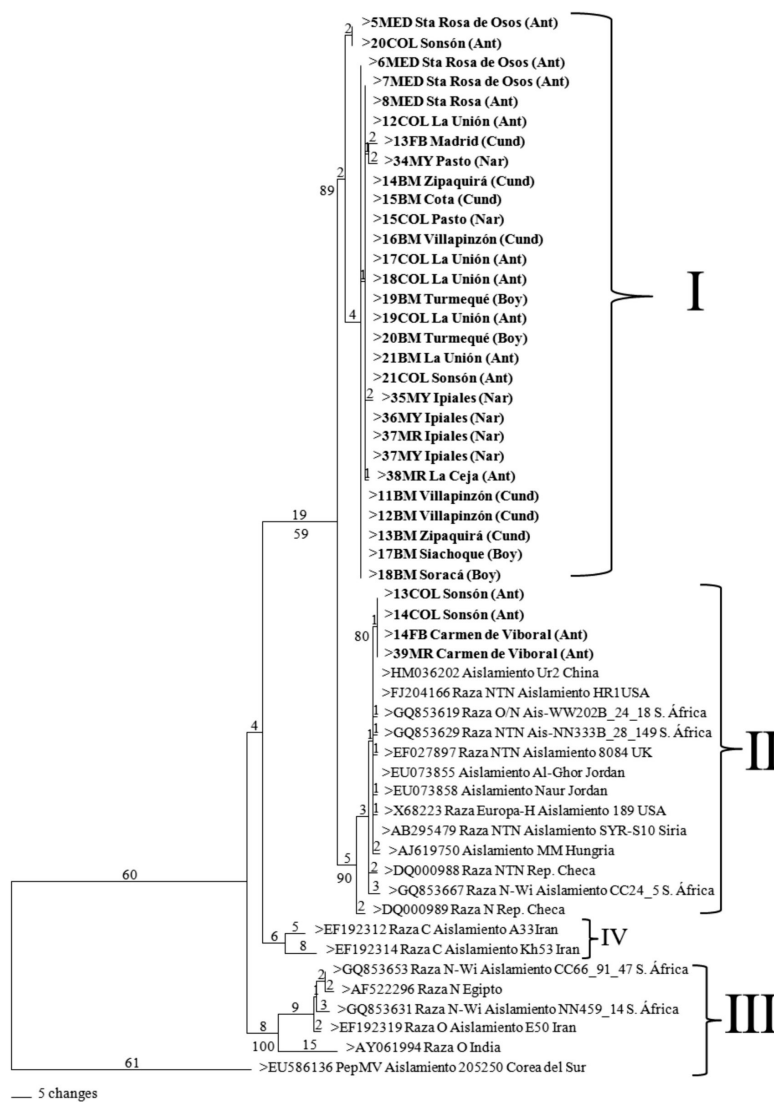 2
>5MED Sta Rosa de Osos (Ant)
>20COL Sonsón (Ant)
>6MED Sta Rosa de Osos (Ant)
>7MED Sta Rosa de Osos (Ant)
>8MED Sta Rosa (Ant)
>12COL La Unión (Ant)
2
>13FB Madrid (Cund)
1
2
>34MY Pasto (Nar)
2
89
>14BM Zipaquirá (Cund)
>15BM Cota (Cund)
>15COL Pasto (Nar)
>16BM Villapinzón (Cund)
>17COL La Unión (Ant)
1
>18COL La Unión (Ant)
I
>19BM Turmequé (Boy)
4
>19COL La Unión (Ant)
>20BM Turmequé (Boy)
>21BM La Unión (Ant)
>21COL Sonsón (Ant)
2
>35MY Ipiales (Nar)
>36MY Ipiales (Nar)
>37MR Ipiales (Nar)
>37MY Ipiales (Nar)
1
>38MR La Ceja (Ant)
>11BM Villapinzón (Cund)
19
59
>12BM Villapinzón (Cund)
>13BM Zipaquirá (Cund)
>17BM Siachoque (Boy)
>18BM Soracá (Boy)
>13COL Sonsón (Ant)
>14COL Sonsón (Ant)
1
80
>14FB Carmen de Viboral (Ant)
>39MR Carmen de Viboral (Ant)
>HM036202 Aislamiento Ur2 China
>FJ204166 Raza NTN Aislamiento HR1USA
1
>GQ853619 Raza O/N Ais-WW202B_24_18 S. África
4
1
>GQ853629 Raza NTN Ais-NN333B_28_149 S. África
1
1
>EF027897 Raza NTN Aislamiento 8084 UK
II
>EU073855 Aislamiento Al-Ghor Jordan
1
>EU073858 Aislamiento Naur Jordan
3
1
>X68223 Raza Europa-H Aislamiento 189 USA
>AB295479 Raza NTN Aislamiento SYR-S10 Siria
2
>AJ619750 Aislamiento MM Hungria
5
90
2
>DQ000988 Raza NTN Rep. Checa
60
3
>GQ853667 Raza N-Wi Aislamiento CC24_5 S. África
2
>DQ000989 Raza N Rep. Checa
5
>EF192312 Raza C Aislamiento A33Iran
6
IV
8
>EF192314 Raza C Aislamiento Kh53 Iran
>GQ853653 Raza N-Wi Aislamiento CC66_91_47 S. África
2
2
>AF522296 Raza N Egipto
1
9
3
>GQ853631 Raza N-Wi Aislamiento NN459_14 S. África
III
2
>EF192319 Raza O Aislamiento E50 Iran
8
100
15
>AY061994 Raza O India
61
>EU586136 PepMV Aislamiento 205250 Corea del Sur
5 changes